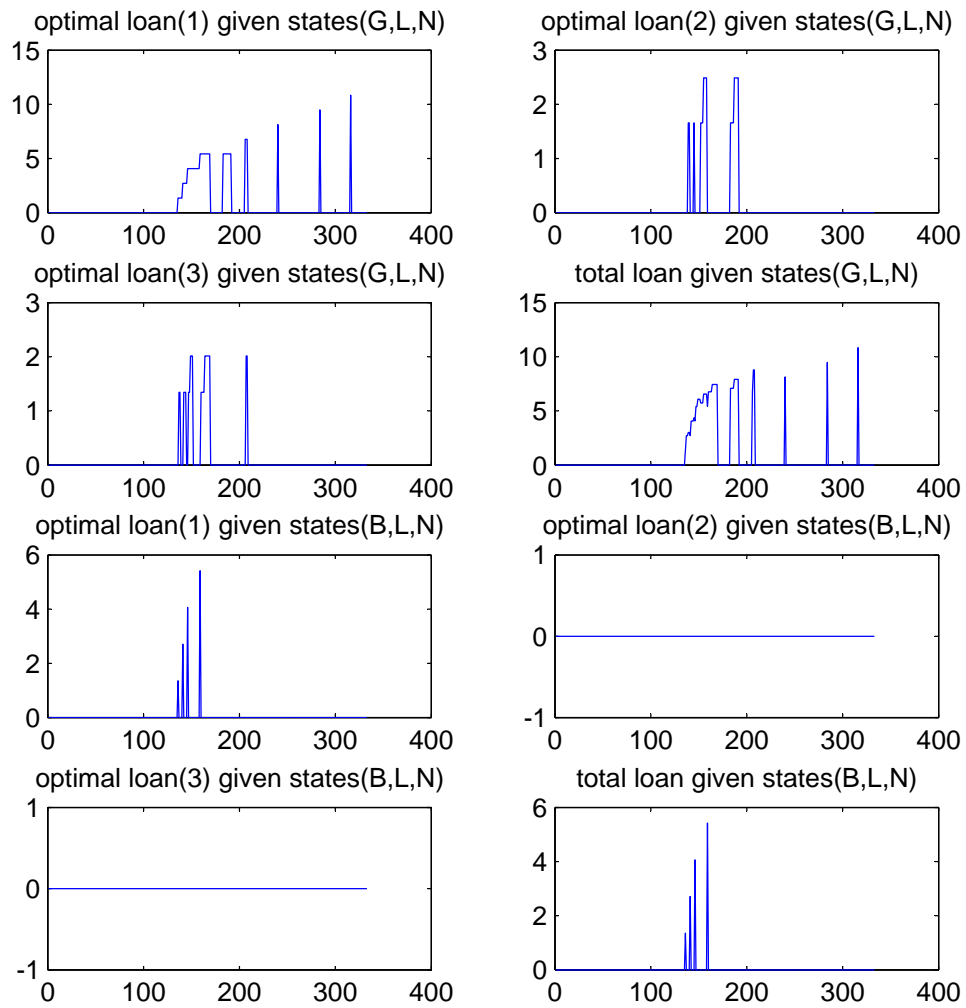 optimal loan(1) given states(G,L,N)
15
10
5
0
0 100 200 300 400
optimal loan(2) given states(G,L,N)
3
2
1
0
0 100 200 300 400
optimal loan(3) given states(G,L,N)
3
2
1
0
0 100 200 300 400
total loan given states(G,L,N)
15
10
5
0
0 100 200 300 400
optimal loan(1) given states(B,L,N)
6
4
2
0
0 100 200 300 400
optimal loan(2) given states(B,L,N)
1
0
-1
0 100 200 300 400
optimal loan(3) given states(B,L,N)
1
0
-1
0 100 200 300 400
total loan given states(B,L,N)
6
4
2
0
0 100 200 300 400